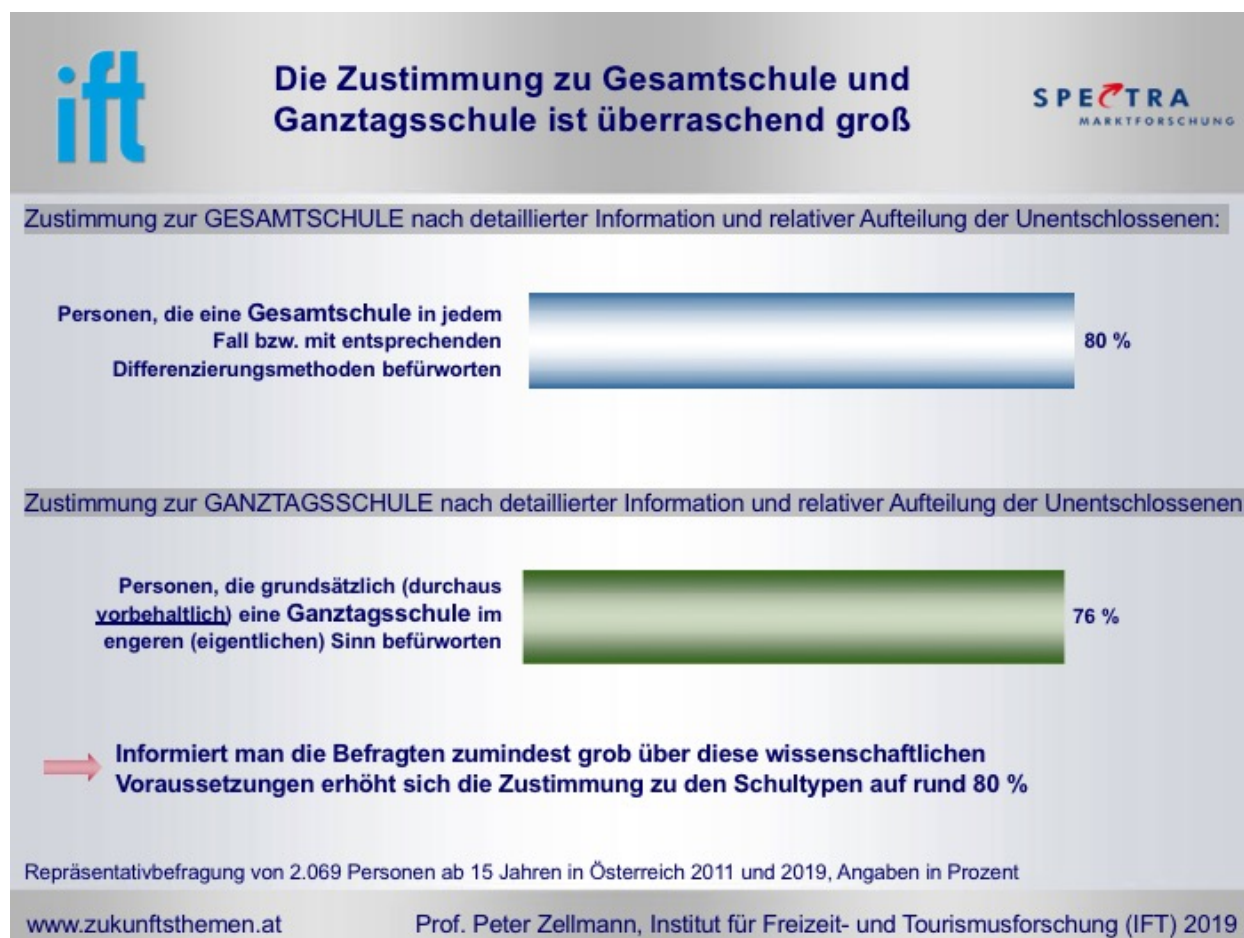 ift
Die Zustimmung zu Gesamtschule und
Ganztagsschule ist überraschend groß
SPECTRA
MARKTFORSCHUNG
Zustimmung zur GESAMTSCHULE nach detaillierter Information und relativer Aufteilung der Unentschlossenen:
Personen, die eine Gesamtschule in jedem
Fall bzw. mit entsprechenden
Differenzierungsmethoden befürworten
80 %
Zustimmung zur GANZTAGSSCHULE nach detaillierter Information und relativer Aufteilung der Unentschlossenen
Personen, die grundsätzlich (durchaus
vorbehaltlich) eine Ganztagsschule im
engeren (eigentlichen) Sinn befürworten
76 %
Informiert man die Befragten zumindest grob über diese wissenschaftlichen
Voraussetzungen erhöht sich die Zustimmung zu den Schultypen auf rund 80 %
Repräsentativbefragung von 2.069 Personen ab 15 Jahren in Österreich 2011 und 2019, Angaben in Prozent
www.zukunftsthemen.at
Prof. Peter Zellmann, Institut für Freizeit- und Tourismusforschung (IFT) 2019